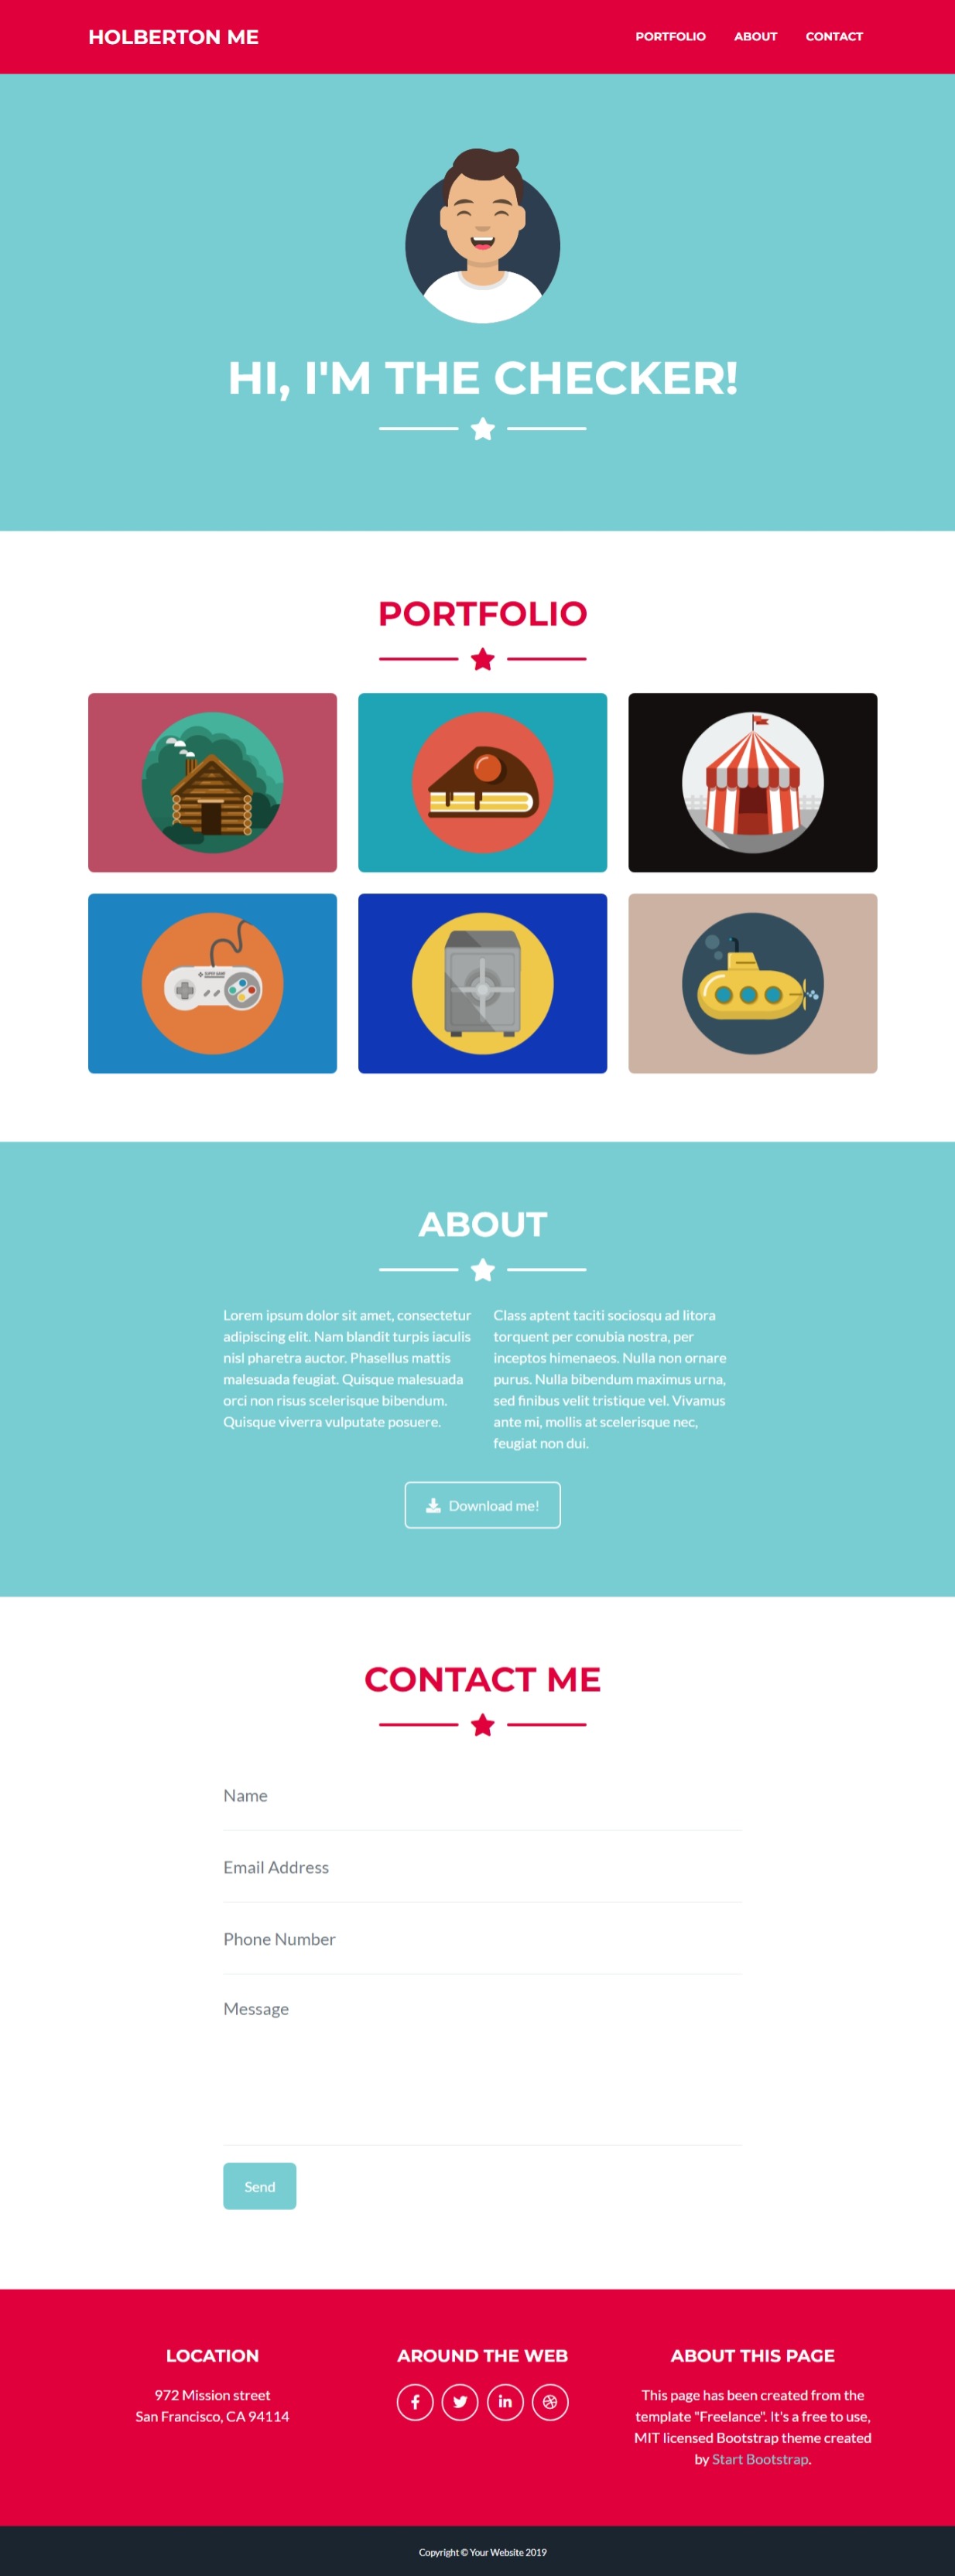 HOLBERTON ME
PORTFOLIO ABOUT CONTACT
HI, I'M THE CHECKER!
PORTFOLIO
SUPER GAME
ABOUT
Lorem ipsum dolor sit amet, consectetur
adipiscing elit. Nam blandit turpis iaculis
nisl pharetra auctor. Phasellus mattis
malesuada feugiat. Quisque malesuada
orci non risus scelerisque bibendum.
Quisque viverra vulputate posuere.
Class aptent taciti sociosqu ad litora
torquent per conubia nostra, per
inceptos himenaeos. Nulla non ornare
purus. Nulla bibendum maximus urna,
sed finibus velit tristique vel. Vivamus
ante mi, mollis at scelerisque nec,
feugiat non dui.
Download me!
CONTACT ME
Name
Email Address
Phone Number
Message
Send
LOCATION
972 Mission street
San Francisco, CA 94114
AROUND THE WEB
ABOUT THIS PAGE
This page has been created from the
template "Freelance". It's a free to use,
MIT licensed Bootstrap theme created
by Start Bootstrap.
Copyright © Your Website 2019